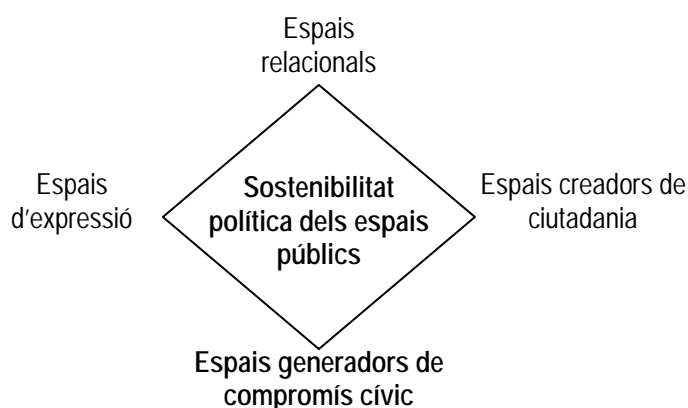 Espais
relacionals
Espais
d'expressió
Sostenibilitat
política dels espais
públics
Espais creadors de
ciutadania
Espais generadors de
compromís cívic